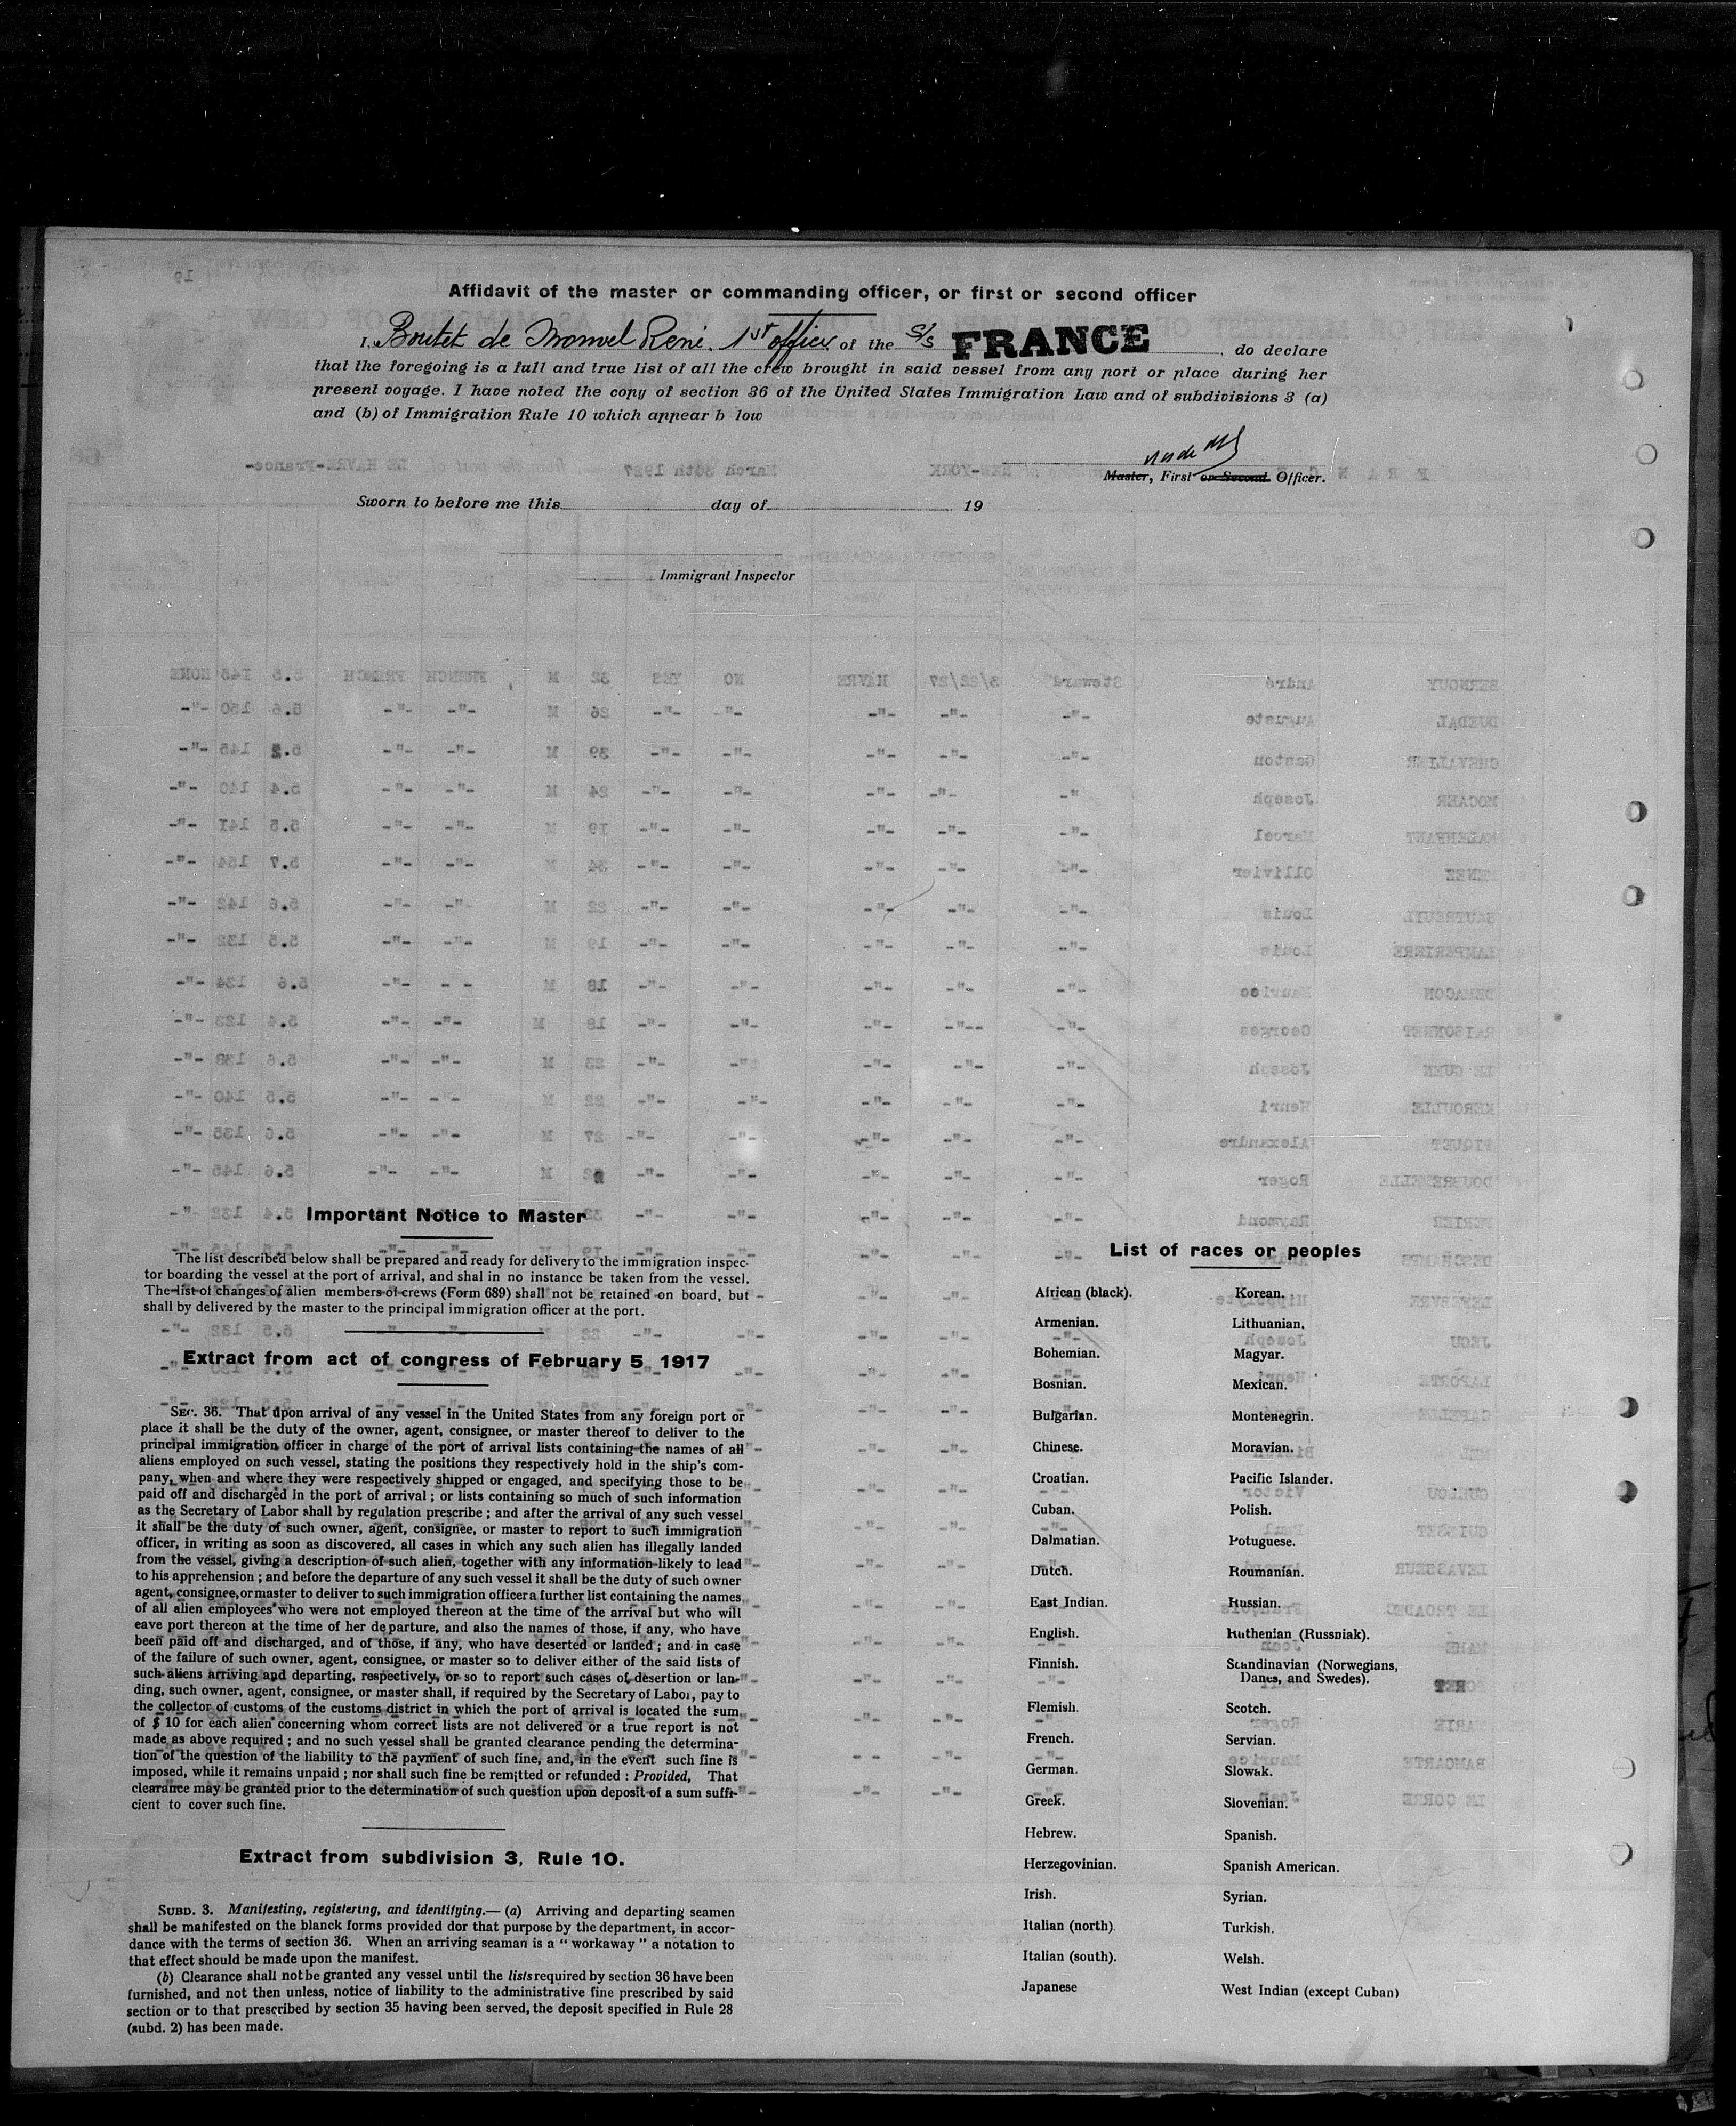 Affidavit of the master or commanding officer, or first or second officer
I, Boutet de Monvel René. 1st officer of the S/S FRANCE, do declare
that the foregoing is a full and true list of all the crew brought in said vessel from any port or place during her
present voyage. I have noted the copy of section 36 of the United States Immigration Law and of subdivisions 3 (a)
and (b) of Immigration Rule 10 which appear b low
Master, First or Second Officer.
Sworn to before me this day of 19
Immigrant Inspector
Important Notice to Master
The list described below shall be prepared and ready for delivery to the immigration inspec-
tor boarding the vessel at the port of arrival, and shal in no instance be taken from the vessel.
The list of changes of alien members of crews (Form 689) shall not be retained on board, but
shall by delivered by the master to the principal immigration officer at the port.
Extract from act of congress of February 5 1917
SEC. 36. That upon arrival of any vessel in the United States from any foreign port or
place it shall be the duty of the owner, agent, consignee, or master thereof to deliver to the
principal immigration officer in charge of the port of arrival lists containing the names of all
aliens employed on such vessel, stating the positions they respectively hold in the ship's com-
pany, when and where they were respectively shipped or engaged, and specifying those to be
paid off and discharged in the port of arrival ; or lists containing so much of such information
as the Secretary of Labor shall by regulation prescribe ; and after the arrival of any such vessel
it shall be the duty of such owner, agent, consignee, or master to report to such immigration
officer, in writing as soon as discovered, all cases in which any such alien has illegally landed
from the vessel, giving a description of such alien, together with any information likely to lead
to his apprehension ; and before the departure of any such vessel it shall be the duty of such owner
agent, consignee, or master to deliver to such immigration officer a further list containing the names
of all alien employees who were not employed thereon at the time of the arrival but who will
eave port thereon at the time of her departure, and also the names of those, if any, who have
been paid off and discharged, and of those, if any, who have deserted or landed ; and in case
of the failure of such owner, agent, consignee, or master so to deliver either of the said lists of
such aliens arriving and departing, respectively, or so to report such cases of desertion or lan-
ding, such owner, agent, consignee, or master shall, if required by the Secretary of Labor, pay to
the collector of customs of the customs district in which the port of arrival is located the sum
of $ 10 for each alien concerning whom correct lists are not delivered or a true report is not
made as above required ; and no such vessel shall be granted clearance pending the determina-
tion of the question of the liability to the payment of such fine, and, in the event such fine is
imposed, while it remains unpaid ; nor shall such fine be remitted or refunded : Provided, That
clearance may be granted prior to the determination of such question upon deposit of a sum suffi-
cient to cover such fine.
Extract from subdivision 3, Rule 10.
SUBD. 3. Manifesting, registering, and identifying.— (a) Arriving and departing seamen
shall be manifested on the blanck forms provided dor that purpose by the department, in accor-
dance with the terms of section 36. When an arriving seaman is a “ workaway ” a notation to
that effect should be made upon the manifest.
(b) Clearance shall not be granted any vessel until the lists required by section 36 have been
furnished, and not then unless, notice of liability to the administrative fine prescribed by said
section or to that prescribed by section 35 having been served, the deposit specified in Rule 28
(subd. 2) has been made.
List of races or peoples
African (black).
Armenian.
Bohemian.
Bosnian.
Bulgarian.
Chinese.
Croatian.
Cuban.
Dalmatian.
Dutch.
East Indian.
English.
Finnish.
Flemish.
French.
German.
Greek.
Hebrew.
Herzegovinian.
Irish.
Italian (north).
Italian (south).
Japanese
Korean.
Lithuanian.
Magyar.
Mexican.
Montenegrin.
Moravian.
Pacific Islander.
Polish.
Potuguese.
Roumanian.
Russian.
Ruthenian (Russniak).
Scandinavian (Norwegians,
Danes, and Swedes).
Scotch.
Servian.
Slowak.
Slovenian.
Spanish.
Spanish American.
Syrian.
Turkish.
Welsh.
West Indian (except Cuban)